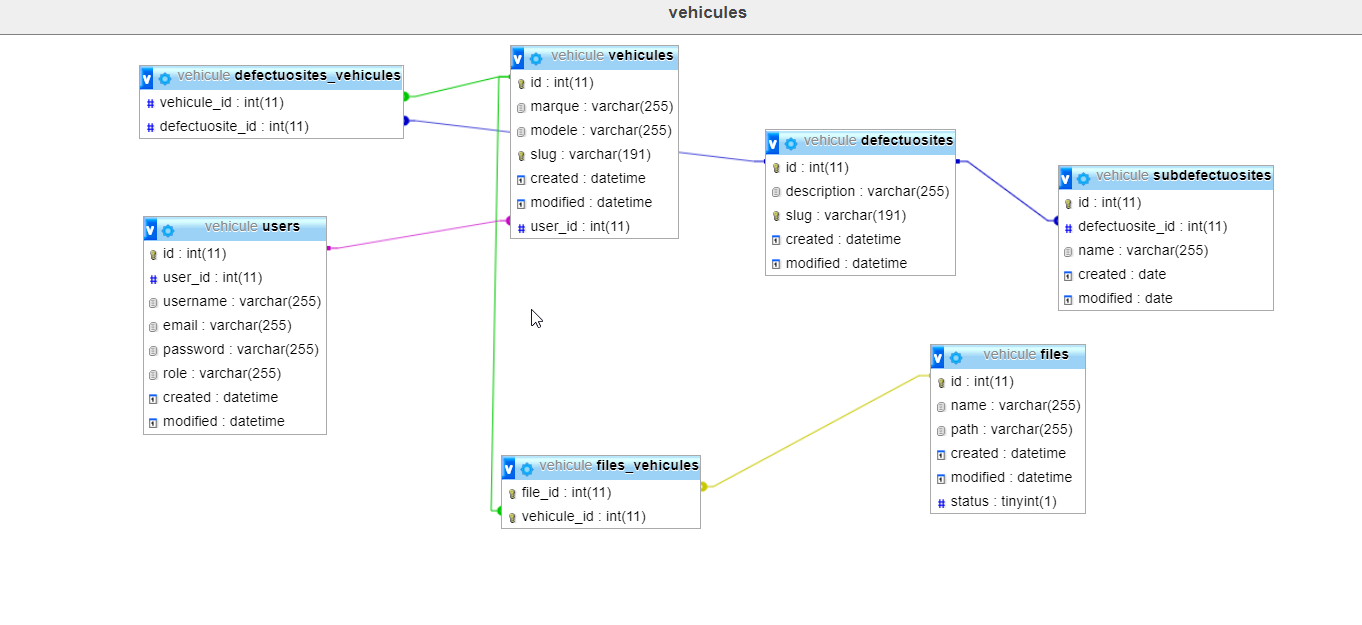 vehicules
vehicule defectuosites_vehicules
vehicule_id : int(11)
defectuosite_id : int(11)
vehicule vehicules
id : int(11)
marque : varchar(255)
modele : varchar(255)
slug : varchar(191)
created : datetime
modified : datetime
user_id : int(11)
vehicule defectuosites
id : int(11)
description : varchar(255)
slug : varchar(191)
created : datetime
modified : datetime
vehicule subdefectuosites
id : int(11)
defectuosite_id : int(11)
name : varchar(255)
created : date
modified : date
vehicule users
id : int(11)
user_id : int(11)
username : varchar(255)
email : varchar(255)
password : varchar(255)
role : varchar(255)
created : datetime
modified : datetime
vehicule files
id : int(11)
name : varchar(255)
path : varchar(255)
created : datetime
modified : datetime
status : tinyint(1)
vehicule files_vehicules
file_id : int(11)
vehicule_id : int(11)